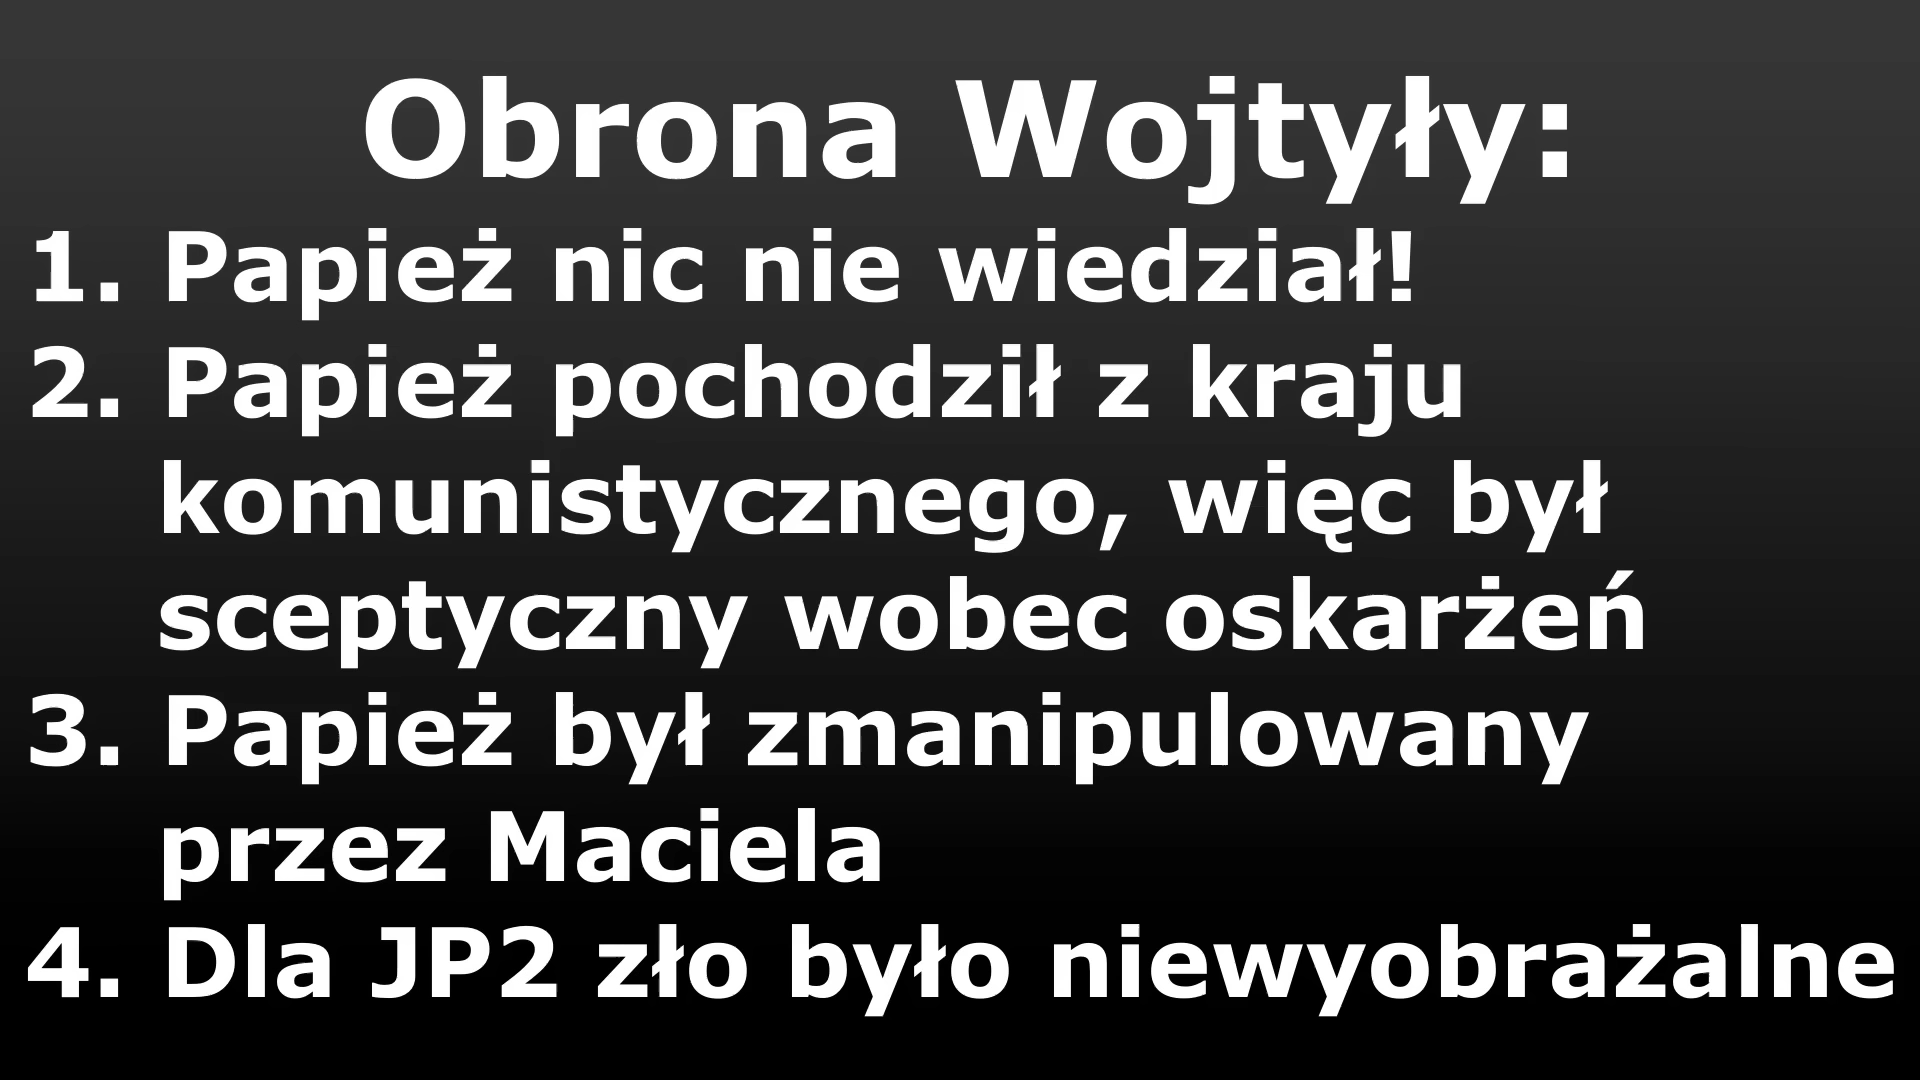 Obrona Wojtyły:
1. Papież nic nie wiedział!
2. Papież pochodził z kraju
komunistycznego, więc był
sceptyczny wobec oskarżeń
3. Papież był zmanipulowany
przez Maciela
4. Dla JP2 zło było niewyobrażalne